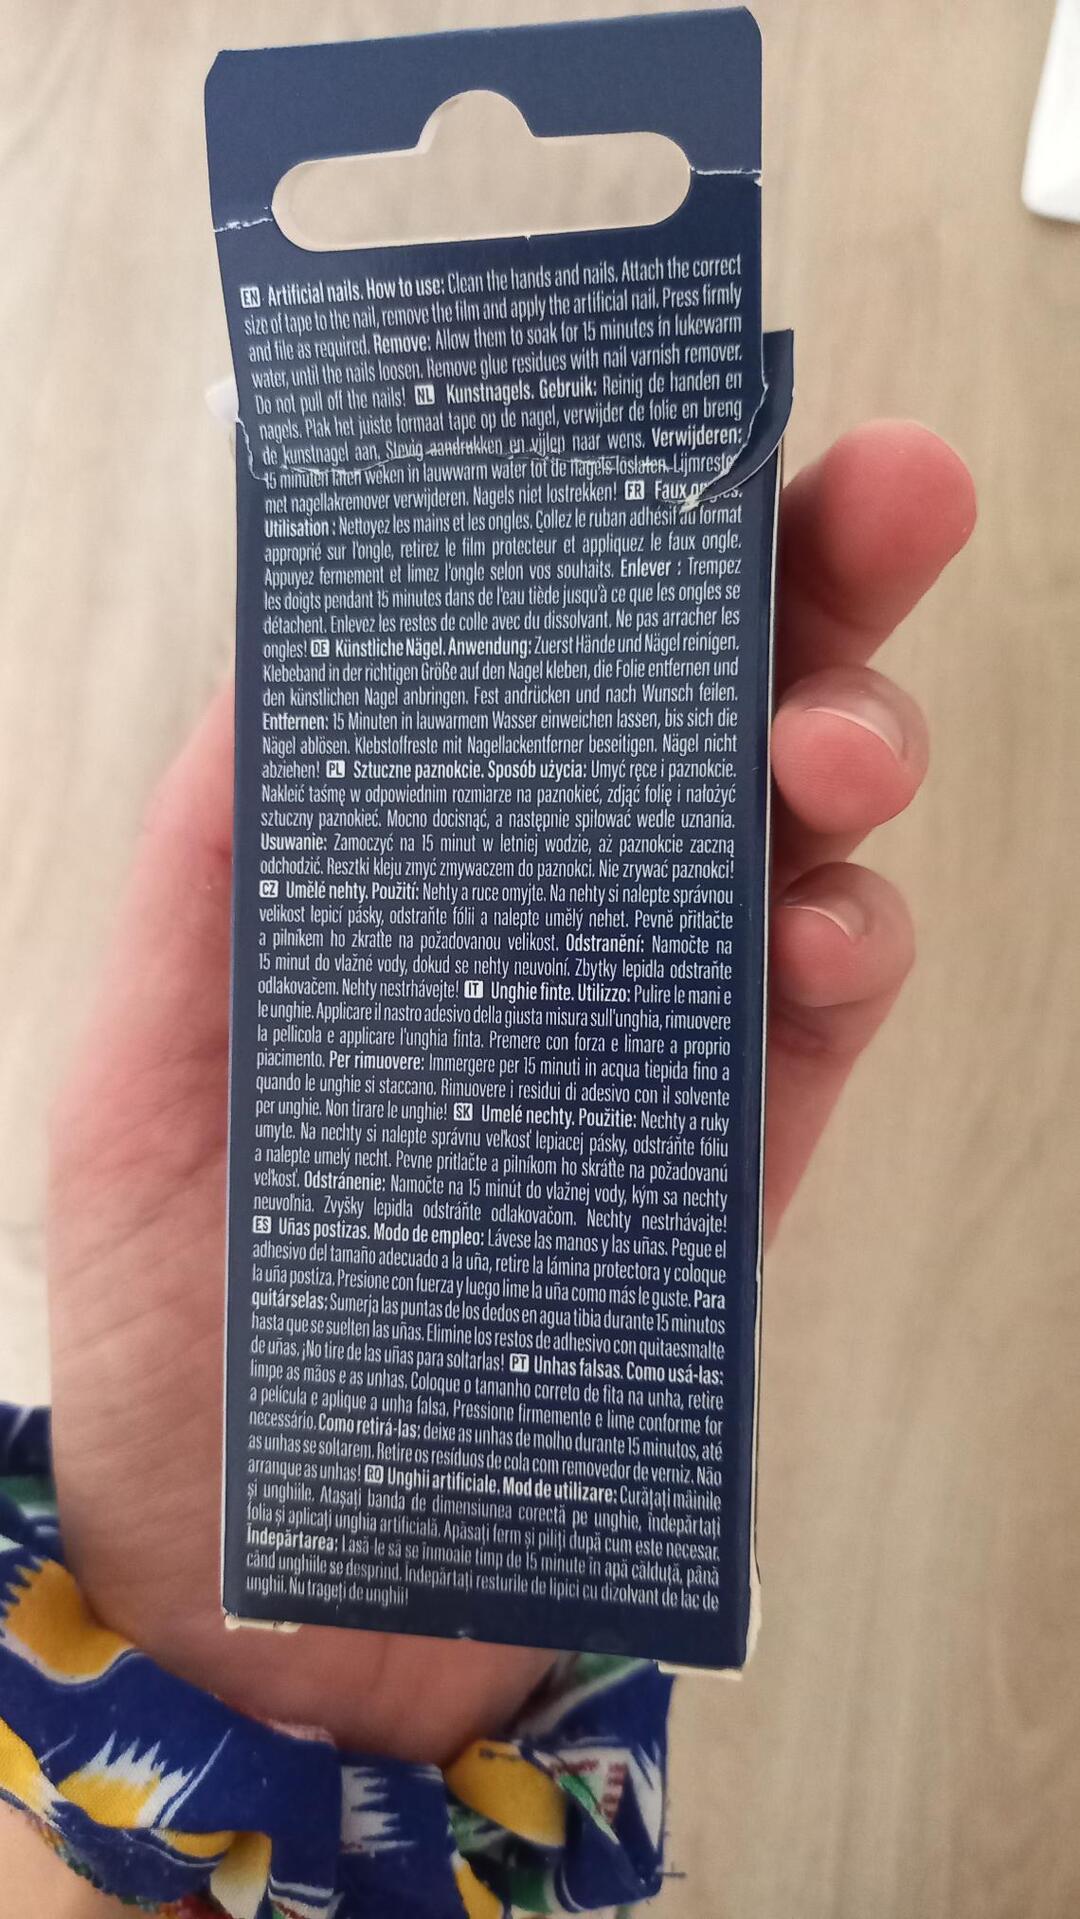 EN Artificial nails. How to use: Clean the hands and nails. Attach the correct
size of tape to the nail, remove the film and apply the artificial nail. Press firmly
and file as required. Remove: Allow them to soak for 15 minutes in lukewarm
water, until the nails loosen. Remove glue residues with nail varnish remover.
Do not pull off the nails! NL Kunstnagels. Gebruik: Reinig de handen en
nagels. Plak het juiste formaat tape op de nagel, verwijder de folie en breng
de kunstnagel aan. Stevig aandrukken en vijlen naar wens. Verwijderen:
15 minuten laten weken in lauwwarm water tot de nagels loslaten. Lijmresten
met nagellakremover verwijderen. Nagels niet lostrekken! FR Faux ongles.
Utilisation : Nettoyez les mains et les ongles. Collez le ruban adhésif au format
approprié sur l'ongle, retirez le film protecteur et appliquez le faux ongle.
Appuyez fermement et limez l'ongle selon vos souhaits. Enlever : Trempez
les doigts pendant 15 minutes dans de l'eau tiède jusqu'à ce que les ongles se
détachent. Enlevez les restes de colle avec du dissolvant. Ne pas arracher les
ongles! DE Künstliche Nägel. Anwendung: Zuerst Hände und Nägel reinigen.
Klebeband in der richtigen Größe auf den Nagel kleben, die Folie entfernen und
den künstlichen Nagel anbringen. Fest andrücken und nach Wunsch feilen.
Entfernen: 15 Minuten in lauwarmem Wasser einweichen lassen, bis sich die
Nägel ablösen. Klebstoffreste mit Nagellackentferner beseitigen. Nägel nicht
abziehen! PL Sztuczne paznokcie. Sposób użycia: Umyć ręce i paznokcie.
Nakleić taśmę w odpowiednim rozmiarze na paznokieć, zdjąć folię i nałożyć
sztuczny paznokieć. Mocno docisnąć, a następnie spiłować wedle uznania.
Usuwanie: Zamoczyć na 15 minut w letniej wodzie, aż paznokcie zaczną
odchodzić. Resztki kleju zmyć zmywaczem do paznokci. Nie zrywać paznokci!
CZ Umělé nehty. Použití: Nehty a ruce omyjte. Na nehty si nalepte správnou
velikost lepicí pásky, odstraňte fólii a nalepte umělý nehet. Pevně přitlačte
a pilníkem ho zkraťte na požadovanou velikost. Odstranění: Namočte na
15 minut do vlažné vody, dokud se nehty neuvolní. Zbytky lepidla odstraňte
odlakovačem. Nehty nestrhávejte! IT Unghie finte. Utilizzo: Pulire le mani e
le unghie. Applicare il nastro adesivo della giusta misura sull'unghia, rimuovere
la pellicola e applicare l'unghia finta. Premere con forza e limare a proprio
piacimento. Per rimuovere: Immergere per 15 minuti in acqua tiepida fino a
quando le unghie si staccano. Rimuovere i residui di adesivo con il solvente
per unghie. Non tirare le unghie! SK Umelé nechty. Použitie: Nechty a ruky
umyte. Na nechty si nalepte správnu veľkosť lepiacej pásky, odstráňte fóliu
a nalepte umelý necht. Pevne pritlačte a pilníkom ho skráťte na požadovanú
veľkosť. Odstránenie: Namočte na 15 minút do vlažnej vody, kým sa nechty
neuvoľnia. Zvyšky lepidla odstráňte odlakovačom. Nechty nestrhávajte!
ES Uñas postizas. Modo de empleo: Lávese las manos y las uñas. Pegue el
adhesivo del tamaño adecuado a la uña, retire la lámina protectora y coloque
la uña postiza. Presione con fuerza y luego lime la uña como más le guste. Para
quitárselas: Sumerja las puntas de los dedos en agua tibia durante 15 minutos
hasta que se suelten las uñas. Elimine los restos de adhesivo con quitaesmalte
de uñas. ¡No tire de las uñas para soltarlas! PT Unhas falsas. Como usá-las:
limpe as mãos e as unhas. Coloque o tamanho correto de fita na unha, retire
a película e aplique a unha falsa. Pressione firmemente e lime conforme for
necessário. Como retirá-las: deixe as unhas de molho durante 15 minutos, até
as unhas se soltarem. Retire os resíduos de cola com removedor de verniz. Não
arranque as unhas! RO Unghii artificiale. Mod de utilizare: Curățați mâinile
și unghiile. Atașați banda de dimensiunea corectă pe unghie, îndepărtați
folia și aplicați unghia artificială. Apăsați ferm și piliți după cum este necesar.
Îndepărtarea: Lasă-le să se înmoaie timp de 15 minute în apă călduță, până
când unghiile se desprind. Îndepărtați resturile de lipici cu dizolvant de lac de
unghii. Nu trageți de unghii!